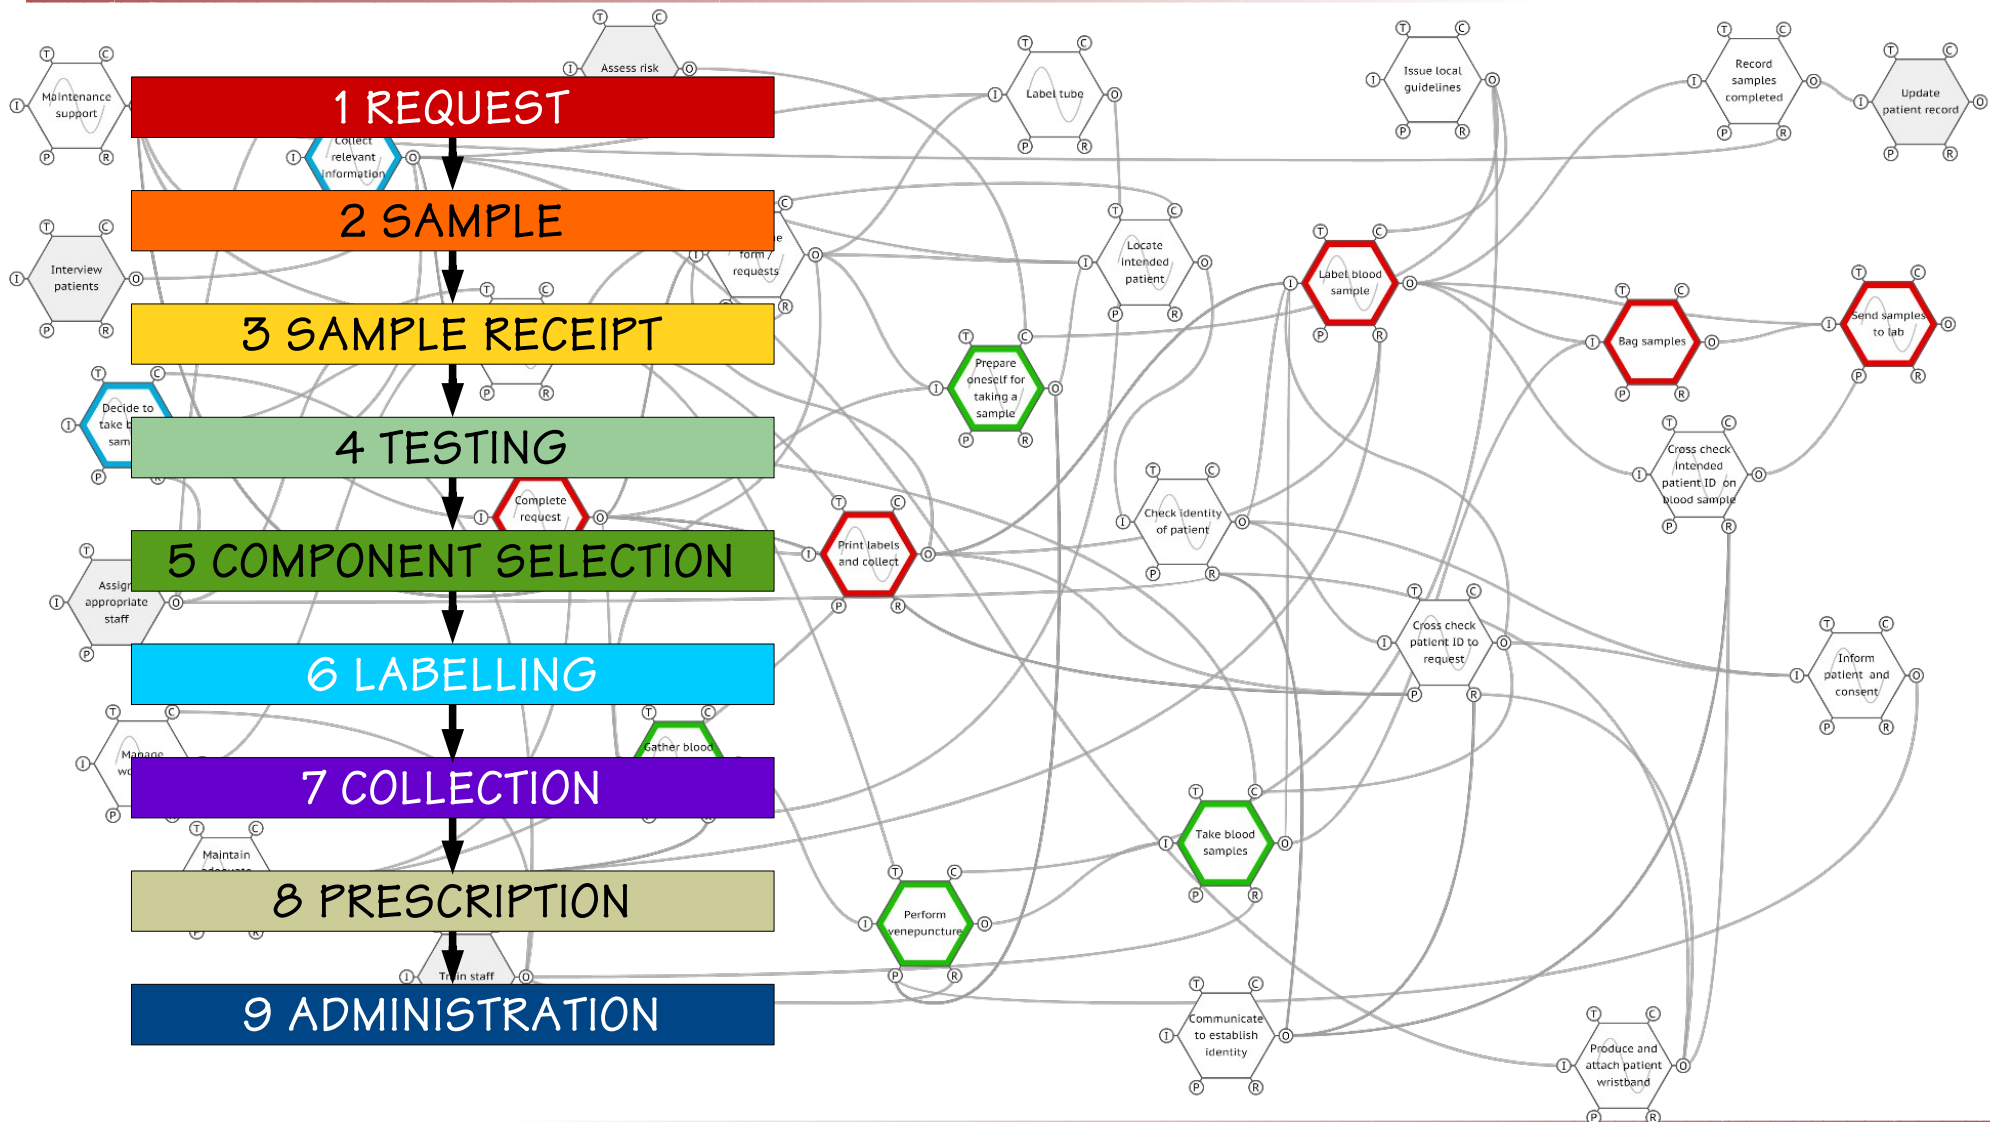 1 REQUEST
2 SAMPLE
3 SAMPLE RECEIPT
4 TESTING
5 COMPONENT SELECTION
6 LABELLING
7 COLLECTION
8 PRESCRIPTION
9 ADMINISTRATION
Maintenance
support
Assess risk
Collect
relevant
information
Label tube
Issue local
guidelines
Record
samples
completed
Update
patient record
Interview
patients
form /
requests
Locate
intended
patient
Label blood
sample
Bag samples
Send samples
to lab
Decide to
take
Prepare
oneself for
taking a
sample
Cross check
intended
patient ID on
blood sample
Complete
request
Print labels
and collect
Check identity
of patient
Assign
appropriate
staff
Cross check
patient ID to
request
Inform
patient and
consent
Manage
Gather blood
Maintain
adequate
Take blood
samples
Perform
venepuncture
Train staff
Communicate
to establish
identity
Produce and
attach patient
wristband